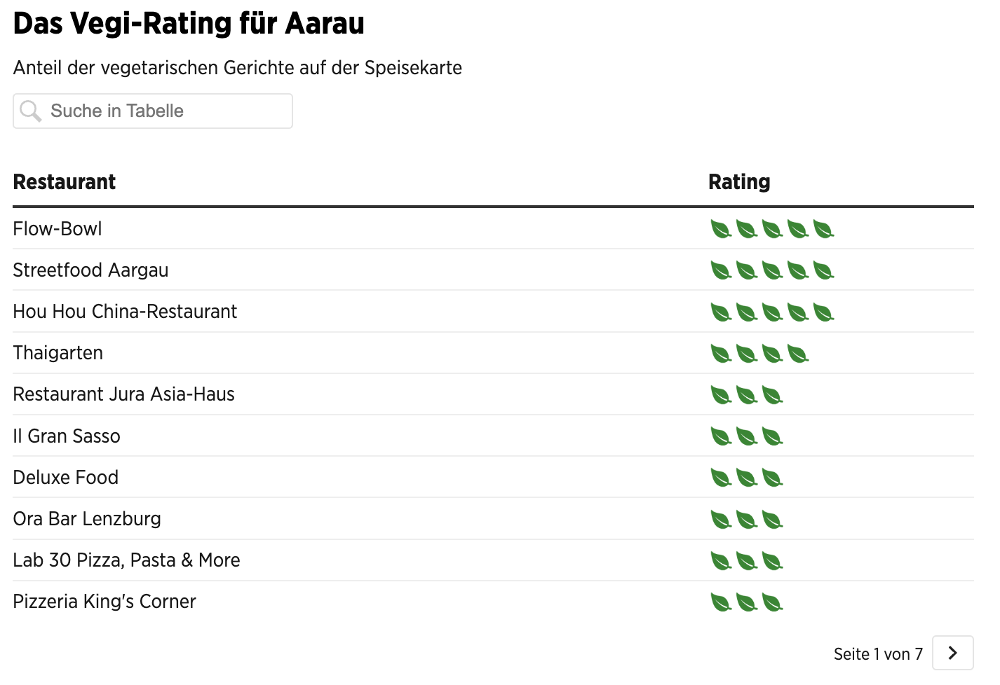 Das Vegi-Rating für Aarau
Anteil der vegetarischen Gerichte auf der Speisekarte
Suche in Tabelle
Restaurant Rating
Flow-Bowl
Streetfood Aargau
Hou Hou China-Restaurant
Thaigarten
Restaurant Jura Asia-Haus
Il Gran Sasso
Deluxe Food
Ora Bar Lenzburg
Lab 30 Pizza, Pasta & More
Pizzeria King's Corner
Seite 1 von 7